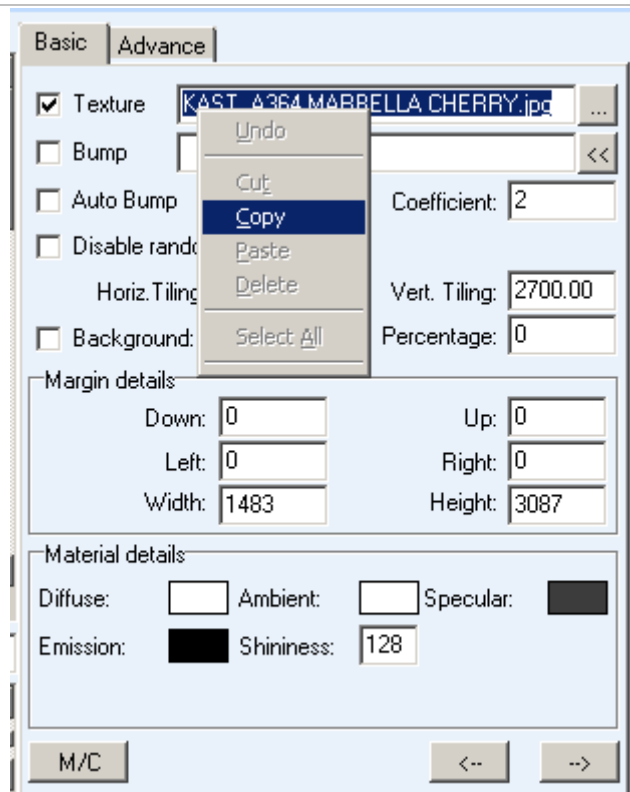 Basic Advance
Texture KAST_A364 MARBELLA CHERRY.jpg ...
Undo
Bump <<
Cut
Auto Bump Coefficient: 2
Copy
Disable rando
Paste
Horiz.Tiling Delete Vert. Tiling: 2700.00
Background: Select All Percentage: 0
Margin details
Down: 0 Up: 0
Left: 0 Right: 0
Width: 1483 Height: 3087
Material details
Diffuse: Ambient: Specular:
Emission: Shininess: 128
M/C <-- -->